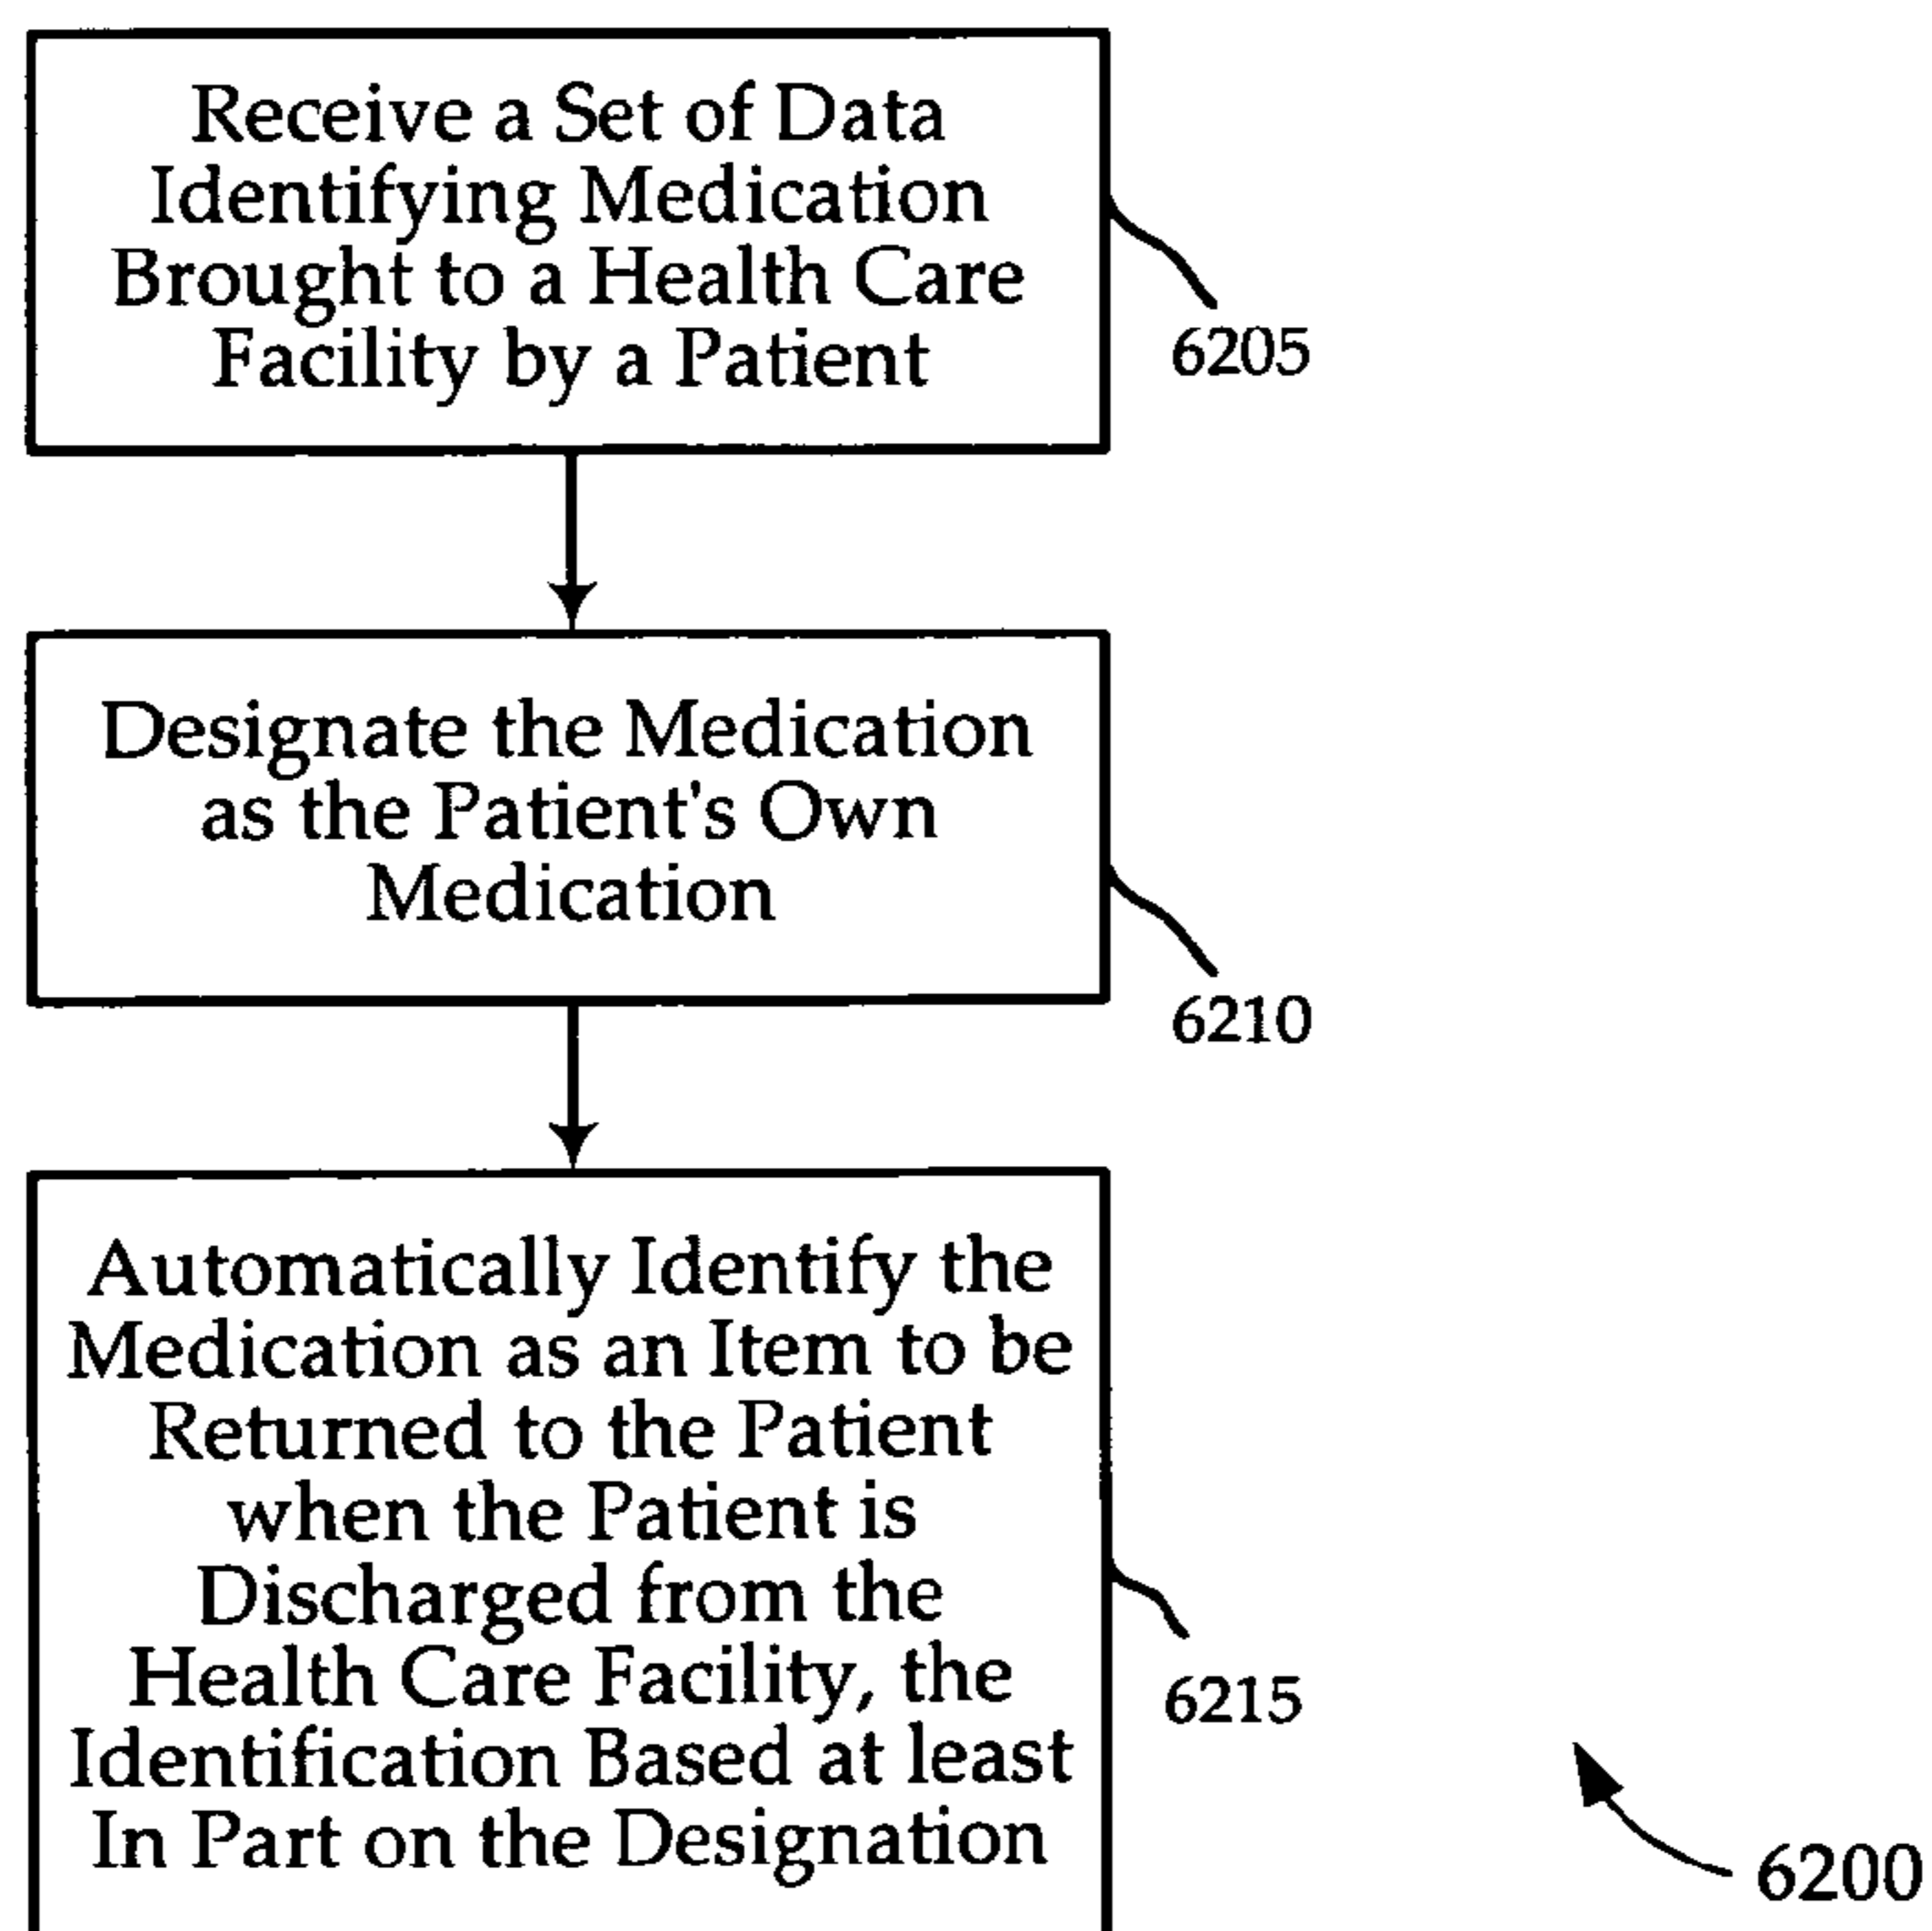 Receive a Set of Data
Identifying Medication
Brought to a Health Care
Facility by a Patient
6205
Designate the Medication
as the Patient's Own
Medication
6210
Automatically Identify the
Medication as an Item to be
Returned to the Patient
when the Patient is
Discharged from the
Health Care Facility, the
Identification Based at least
In Part on the Designation
6215
6200